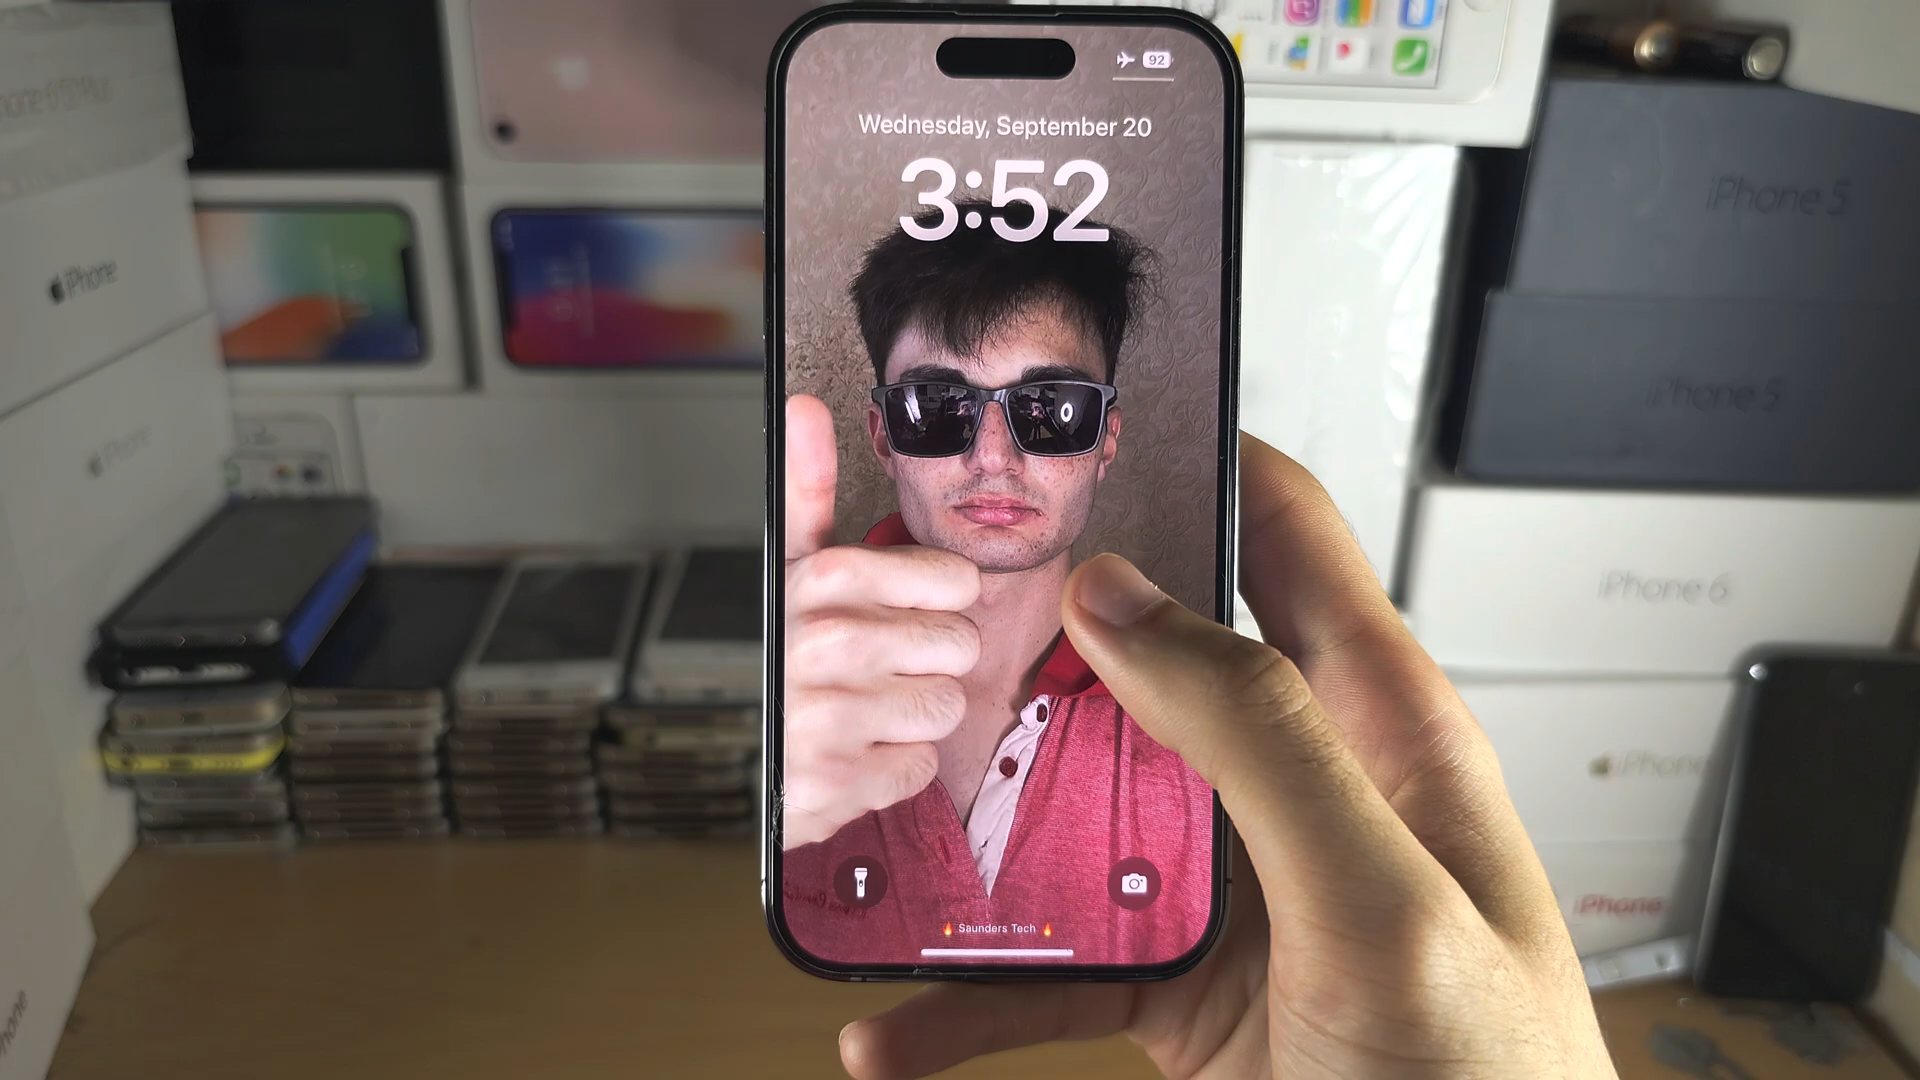 92
Wednesday, September 20
3:52
🔥 Saunders Tech 🔥
iPhone
iPhone
iPhone 5
iPhone 5
iPhone 6
iPhone
iPhone